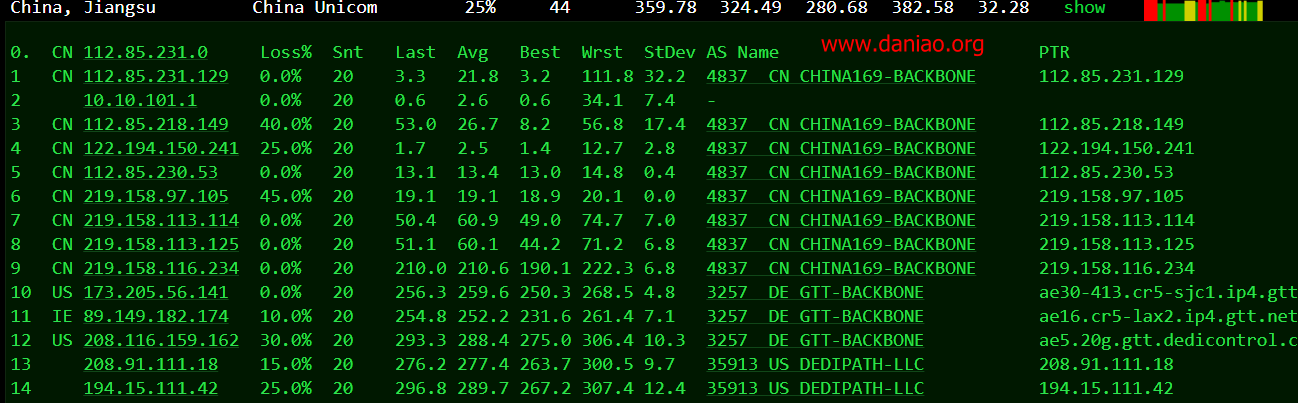 China, Jiangsu China Unicom 25% 44 359.78 324.49 280.68 382.58 32.28 show
0. CN 112.85.231.0 Loss% Snt Last Avg Best Wrst StDev AS Name www.daniao.org PTR
1 CN 112.85.231.129 0.0% 20 3.3 21.8 3.2 111.8 32.2 4837 CN CHINA169-BACKBONE 112.85.231.129
2 10.10.101.1 0.0% 20 0.6 2.6 0.6 34.1 7.4 -
3 CN 112.85.218.149 40.0% 20 53.0 26.7 8.2 56.8 17.4 4837 CN CHINA169-BACKBONE 112.85.218.149
4 CN 122.194.150.241 25.0% 20 1.7 2.5 1.4 12.7 2.8 4837 CN CHINA169-BACKBONE 122.194.150.241
5 CN 112.85.230.53 0.0% 20 13.1 13.4 13.0 14.8 0.4 4837 CN CHINA169-BACKBONE 112.85.230.53
6 CN 219.158.97.105 45.0% 20 19.1 19.1 18.9 20.1 0.0 4837 CN CHINA169-BACKBONE 219.158.97.105
7 CN 219.158.113.114 0.0% 20 50.4 60.9 49.0 74.7 7.0 4837 CN CHINA169-BACKBONE 219.158.113.114
8 CN 219.158.113.125 0.0% 20 51.1 60.1 44.2 71.2 6.8 4837 CN CHINA169-BACKBONE 219.158.113.125
9 CN 219.158.116.234 0.0% 20 210.0 210.6 190.1 222.3 6.8 4837 CN CHINA169-BACKBONE 219.158.116.234
10 US 173.205.56.141 0.0% 20 256.3 259.6 250.3 268.5 4.8 3257 DE GTT-BACKBONE ae30-413.cr5-sjc1.ip4.gtt
11 IE 89.149.182.174 10.0% 20 254.8 252.2 231.6 261.4 7.1 3257 DE GTT-BACKBONE ae16.cr5-lax2.ip4.gtt.net
12 US 208.116.159.162 30.0% 20 293.3 288.4 275.0 306.4 10.3 3257 DE GTT-BACKBONE ae5.20g.gtt.dedicontrol.c
13 208.91.111.18 15.0% 20 276.2 277.4 263.7 300.5 9.7 35913 US DEDIPATH-LLC 208.91.111.18
14 194.15.111.42 25.0% 20 296.8 289.7 267.2 307.4 12.4 35913 US DEDIPATH-LLC 194.15.111.42